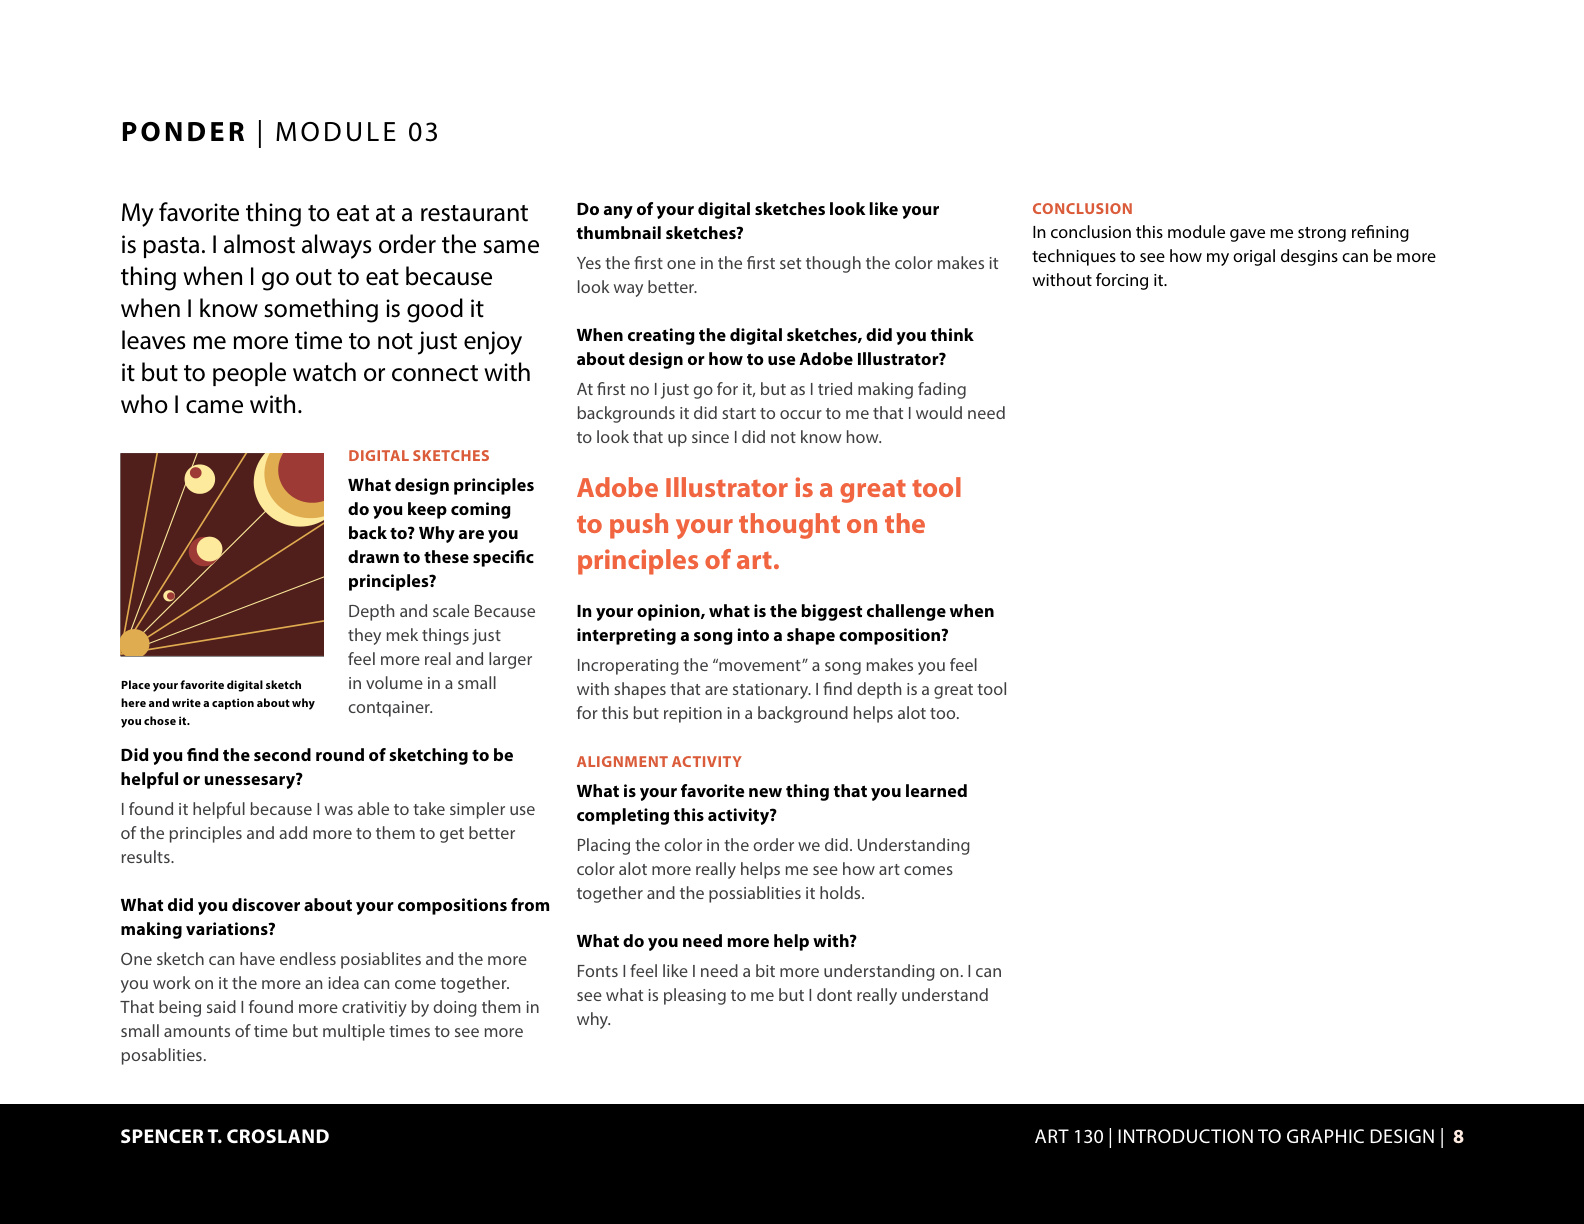 PONDER | MODULE 03
My favorite thing to eat at a restaurant
is pasta. I almost always order the same
thing when I go out to eat because
when I know something is good it
leaves me more time to not just enjoy
it but to people watch or connect with
who I came with.
DIGITAL SKETCHES
What design principles
do you keep coming
back to? Why are you
drawn to these specific
principles?
Depth and scale Because
they mek things just
feel more real and larger
in volume in a small
contqainer.
Place your favorite digital sketch
here and write a caption about why
you chose it.
Did you find the second round of sketching to be
helpful or unessesary?
I found it helpful because I was able to take simpler use
of the principles and add more to them to get better
results.
What did you discover about your compositions from
making variations?
One sketch can have endless posiablites and the more
you work on it the more an idea can come together.
That being said I found more crativitiy by doing them in
small amounts of time but multiple times to see more
posablities.
Do any of your digital sketches look like your
thumbnail sketches?
Yes the first one in the first set though the color makes it
look way better.
When creating the digital sketches, did you think
about design or how to use Adobe Illustrator?
At first no I just go for it, but as I tried making fading
backgrounds it did start to occur to me that I would need
to look that up since I did not know how.
Adobe Illustrator is a great tool
to push your thought on the
principles of art.
In your opinion, what is the biggest challenge when
interpreting a song into a shape composition?
Incroperating the “movement” a song makes you feel
with shapes that are stationary. I find depth is a great tool
for this but repition in a background helps alot too.
ALIGNMENT ACTIVITY
What is your favorite new thing that you learned
completing this activity?
Placing the color in the order we did. Understanding
color alot more really helps me see how art comes
together and the possiablities it holds.
What do you need more help with?
Fonts I feel like I need a bit more understanding on. I can
see what is pleasing to me but I dont really understand
why.
CONCLUSION
In conclusion this module gave me strong refining
techniques to see how my origal desgins can be more
without forcing it.
SPENCER T. CROSLAND
ART 130 | INTRODUCTION TO GRAPHIC DESIGN | 8